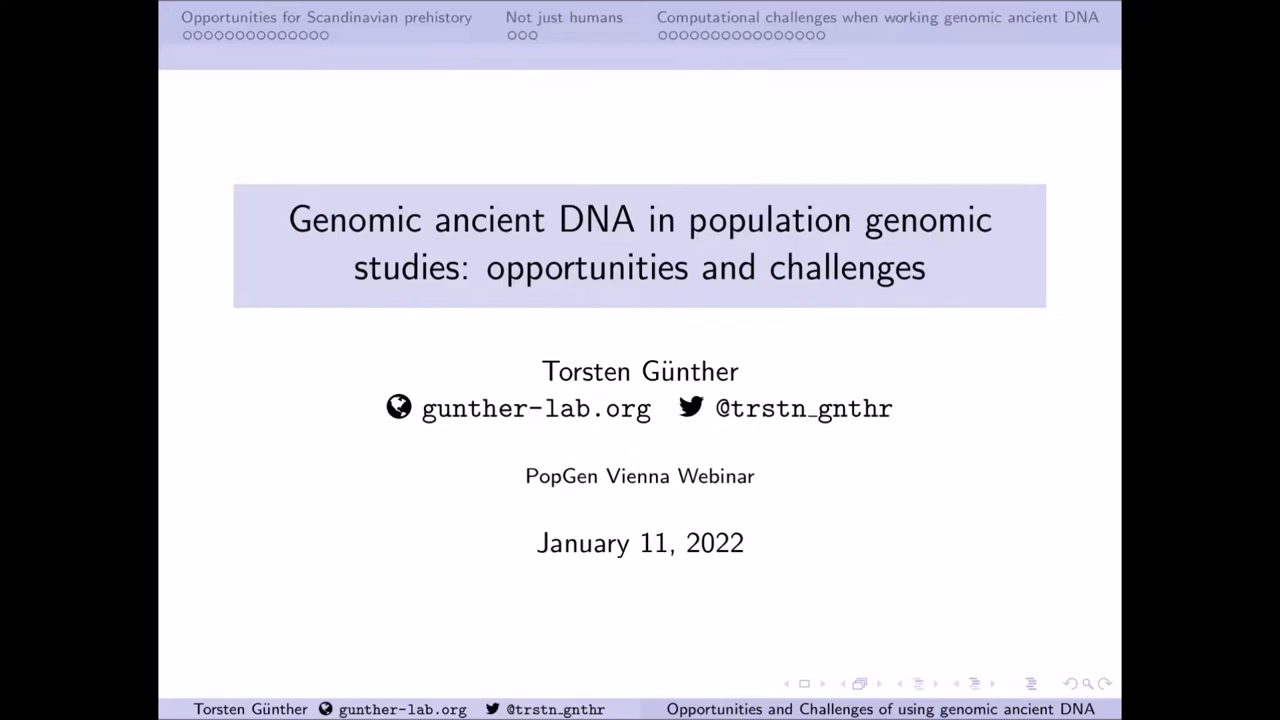 Opportunities for Scandinavian prehistory Not just humans Computational challenges when working genomic ancient DNA
Genomic ancient DNA in population genomic
studies: opportunities and challenges
Torsten Günther
gunther-lab.org @trstn_gnthr
PopGen Vienna Webinar
January 11, 2022
Torsten Günther gunther-lab.org @trstn_gnthr Opportunities and Challenges of using genomic ancient DNA